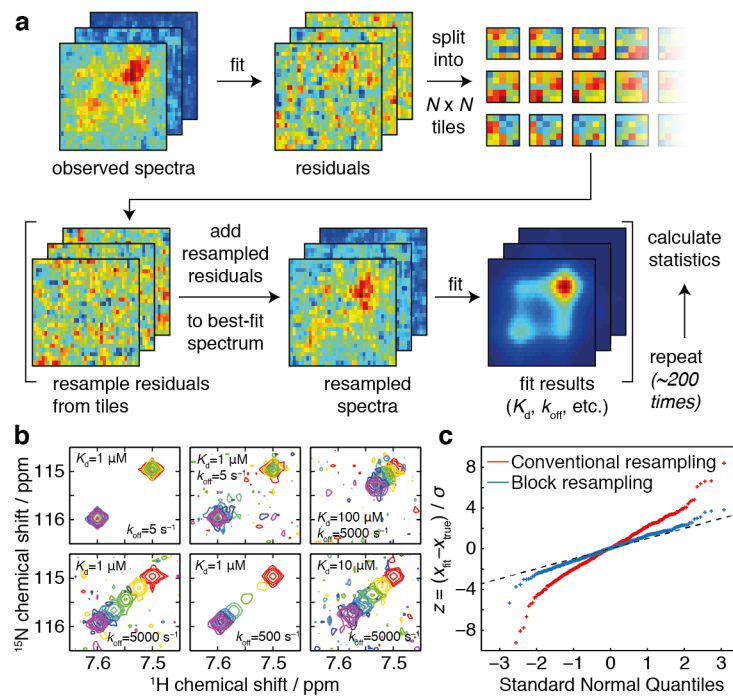 a
observed spectra
fit
residuals
split
into
N x N
tiles
resample residuals
from tiles
add
resampled
residuals
to best-fit
spectrum
resampled
spectra
fit
fit results
(Kd, koff, etc.)
calculate
statistics
repeat
(~200
times)
b
15N chemical shift / ppm
115
116
115
116
Kd=1 μM
koff=5 s−1
Kd=1 μM
koff=5 s−1
Kd=100 μM
koff=5000 s−1
Kd=1 μM
koff=5000 s−1
Kd=1 μM
koff=500 s−1
Kd=10 μM
koff=5000 s−1
7.6 7.5 7.6 7.5 7.6 7.5
1H chemical shift / ppm
c
Conventional resampling
Block resampling
z = (xfit−xtrue) / σ
8
4
0
−4
−8
−3 −2 −1 0 1 2 3
Standard Normal Quantiles